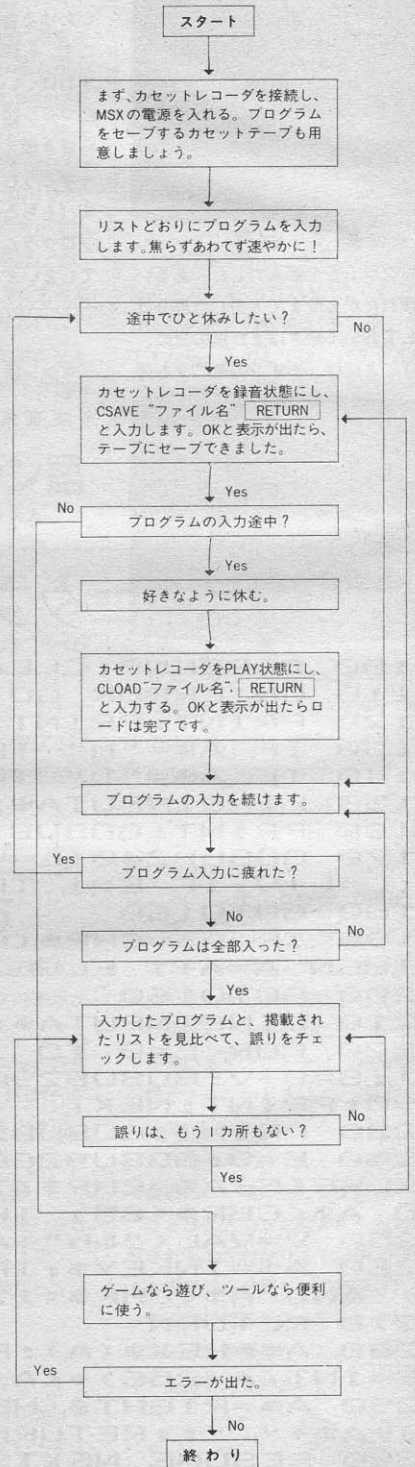 スタート
まず、カセットレコーダを接続し、
MSXの電源を入れる。プログラム
をセーブするカセットテープも用
意しましょう。
リストどおりにプログラムを入力
します。焦らずあわてず速やかに！
途中でひと休みしたい？
No
Yes
カセットレコーダを録音状態にし、
CSAVE "ファイル名" RETURN
と入力します。OKと表示が出たら、
テープにセーブできました。
Yes
No
プログラムの入力途中？
Yes
好きなように休む。
カセットレコーダをPLAY状態にし、
CLOAD"ファイル名". RETURN
と入力する。OKと表示が出たらロ
ードは完了です。
プログラムの入力を続けます。
Yes
プログラム入力に疲れた？
No
プログラムは全部入った？
No
Yes
入力したプログラムと、掲載され
たリストを見比べて、誤りをチェ
ックします。
誤りは、もう1カ所もない？
No
Yes
ゲームなら遊び、ツールなら便利
に使う。
Yes
エラーが出た。
No
終わり